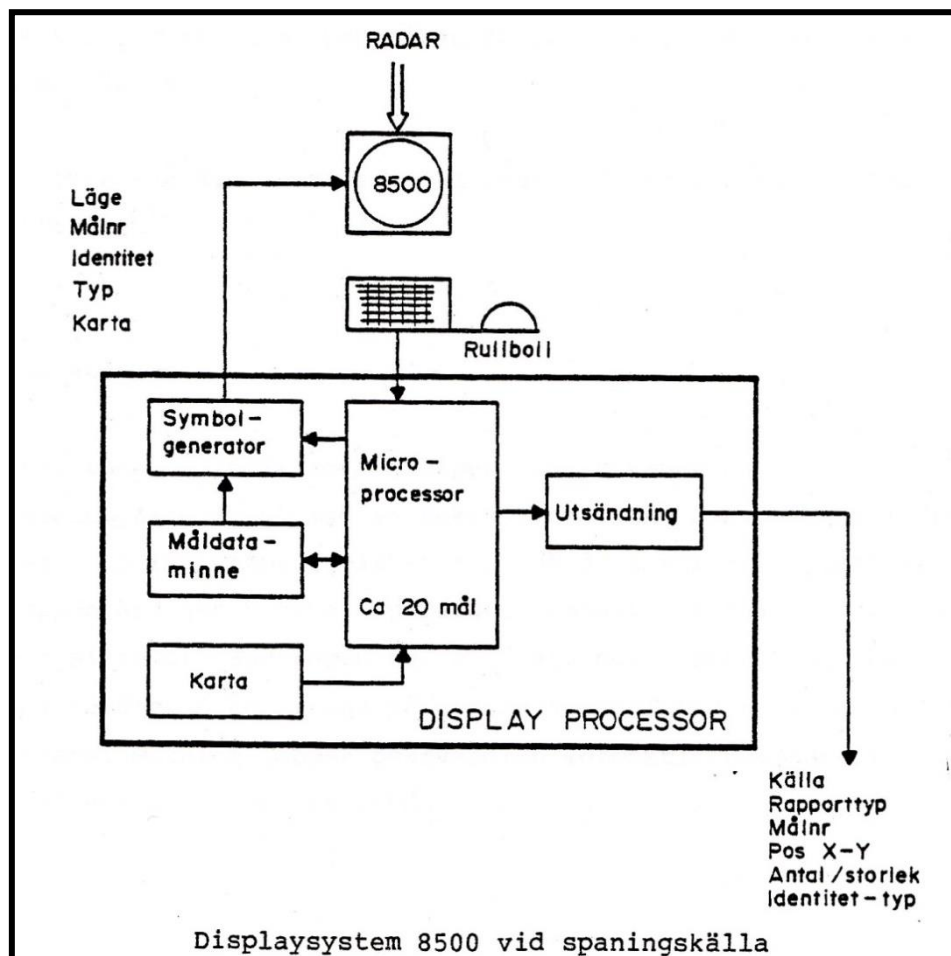 RADAR
8500
Läge
Målnr
Identitet
Typ
Karta
Rullboll
Symbol-
generator
Micro-
processor
Ca 20 mål
Utsändning
Måldata-
minne
Karta
DISPLAY PROCESSOR
Källa
Rapporttyp
Målnr
Pos X-Y
Antal/storlek
Identitet-typ
Displaysystem 8500 vid spaningskälla